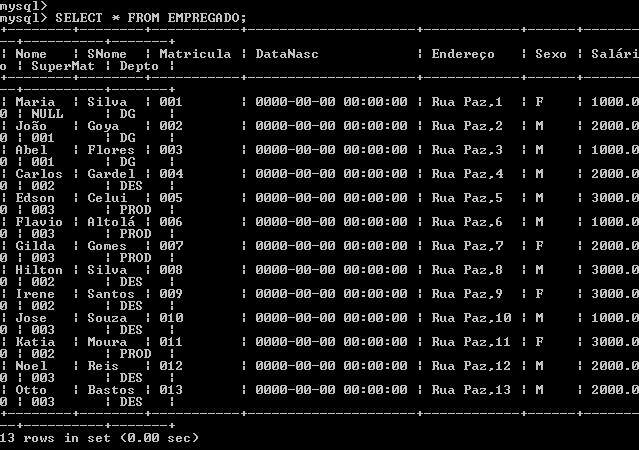 mysql>
mysql> SELECT * FROM EMPREGADO;
+--------+--------+-----------+---------------------+------------+------+-------
--+----------+-------+
| Nome | SNome | Matricula | DataNasc | Endereço | Sexo | Salári
o | SuperMat | Depto |
+--------+--------+-----------+---------------------+------------+------+-------
--+----------+-------+
| Maria | Silva | 001 | 0000-00-00 00:00:00 | Rua Paz,1 | F | 1000.0
0 | NULL | DG |
| João | Goya | 002 | 0000-00-00 00:00:00 | Rua Paz,2 | M | 2000.0
0 | 001 | DG |
| Abel | Flores | 003 | 0000-00-00 00:00:00 | Rua Paz,3 | M | 1000.0
0 | 001 | DG |
| Carlos | Gardel | 004 | 0000-00-00 00:00:00 | Rua Paz,4 | M | 2000.0
0 | 002 | DES |
| Edson | Celui | 005 | 0000-00-00 00:00:00 | Rua Paz,5 | M | 3000.0
0 | 003 | PROD |
| Flavio | Altolá | 006 | 0000-00-00 00:00:00 | Rua Paz,6 | M | 1000.0
0 | 003 | PROD |
| Gilda | Gomes | 007 | 0000-00-00 00:00:00 | Rua Paz,7 | F | 2000.0
0 | 003 | PROD |
| Hilton | Silva | 008 | 0000-00-00 00:00:00 | Rua Paz,8 | M | 3000.0
0 | 002 | DES |
| Irene | Santos | 009 | 0000-00-00 00:00:00 | Rua Paz,9 | F | 3000.0
0 | 002 | DES |
| Jose | Souza | 010 | 0000-00-00 00:00:00 | Rua Paz,10 | M | 1000.0
0 | 003 | DES |
| Katia | Moura | 011 | 0000-00-00 00:00:00 | Rua Paz,11 | F | 3000.0
0 | 002 | PROD |
| Noel | Reis | 012 | 0000-00-00 00:00:00 | Rua Paz,12 | M | 2000.0
0 | 003 | DES |
| Otto | Bastos | 013 | 0000-00-00 00:00:00 | Rua Paz,13 | M | 2000.0
0 | 003 | DES |
+--------+--------+-----------+---------------------+------------+------+-------
--+----------+-------+
13 rows in set (0.00 sec)